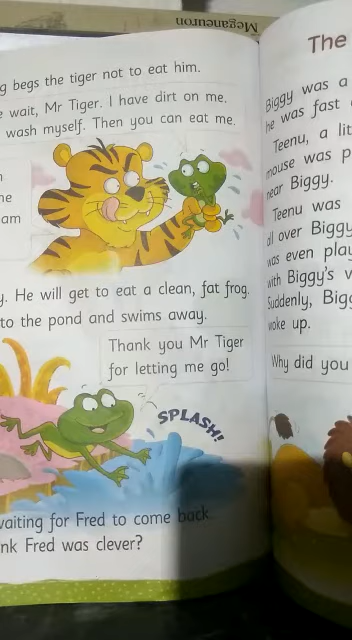 Meganeuron
g begs the tiger not to eat him.
wait, Mr Tiger. I have dirt on me.
wash myself. Then you can eat me.
he
am
y. He will get to eat a clean, fat frog.
to the pond and swims away.
Thank you Mr Tiger
for letting me go!
SPLASH!
waiting for Fred to come back
nk Fred was clever?
The
Biggy was a
he was fast
Teenu, a lit
mouse was p
near Biggy.
Teenu was
all over Biggy
was even play
with Biggy's
Suddenly, Bigg
woke up.
Why did you